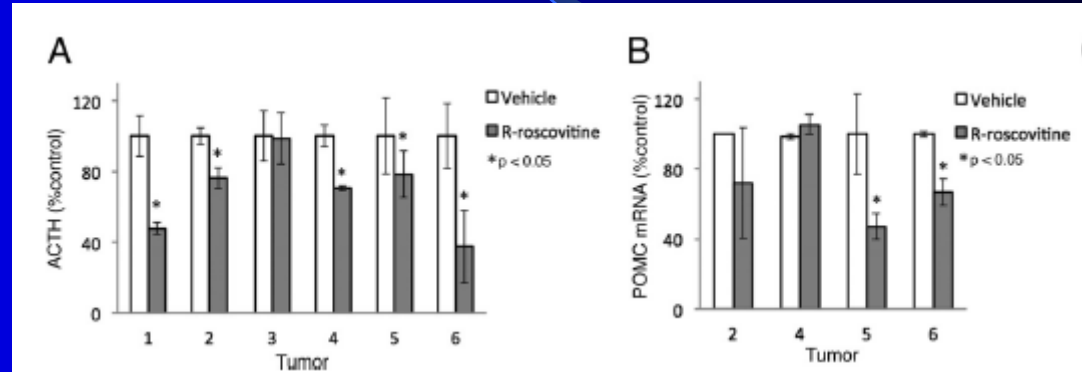 A
ACTH (%control)
120
80
40
0
1 2 3 4 5 6
Tumor
Vehicle
R-roscovitine
*p < 0.05
* * * * *
B
POMC mRNA (%control)
120
80
40
0
2 4 5 6
Tumor
Vehicle
R-roscovitine
*p < 0.05
* *